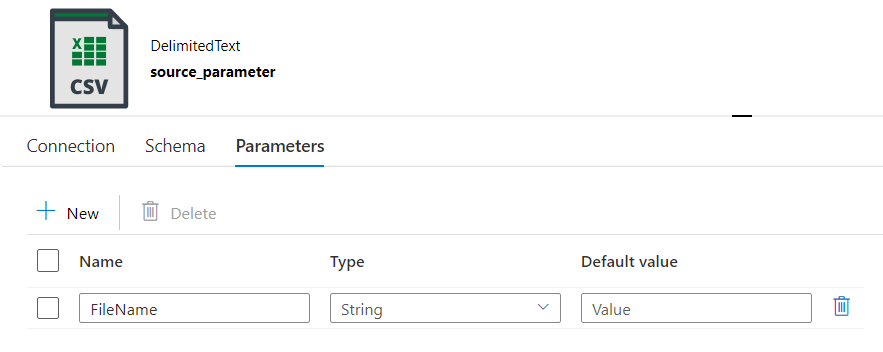 X
CSV
DelimitedText
source_parameter
Connection Schema Parameters
New Delete
Name Type Default value
FileName String Value